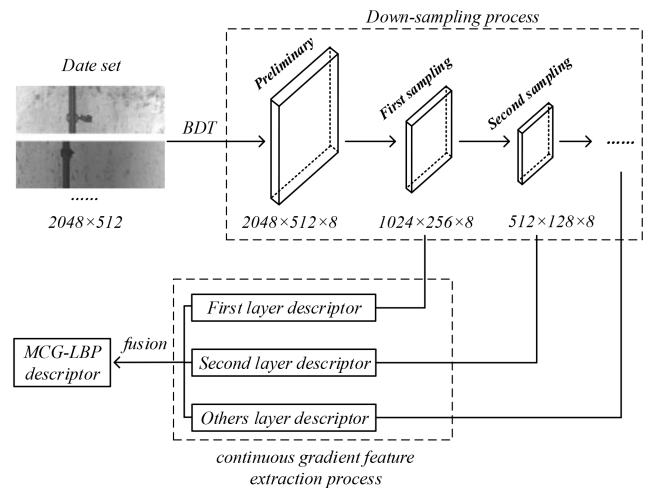 Down-sampling process
Date set
Preliminary
First sampling
Second sampling
BDT
......
......
2048×512
2048×512×8
1024×256×8
512×128×8
First layer descriptor
MCG-LBP
descriptor
fusion
Second layer descriptor
Others layer descriptor
continuous gradient feature
extraction process